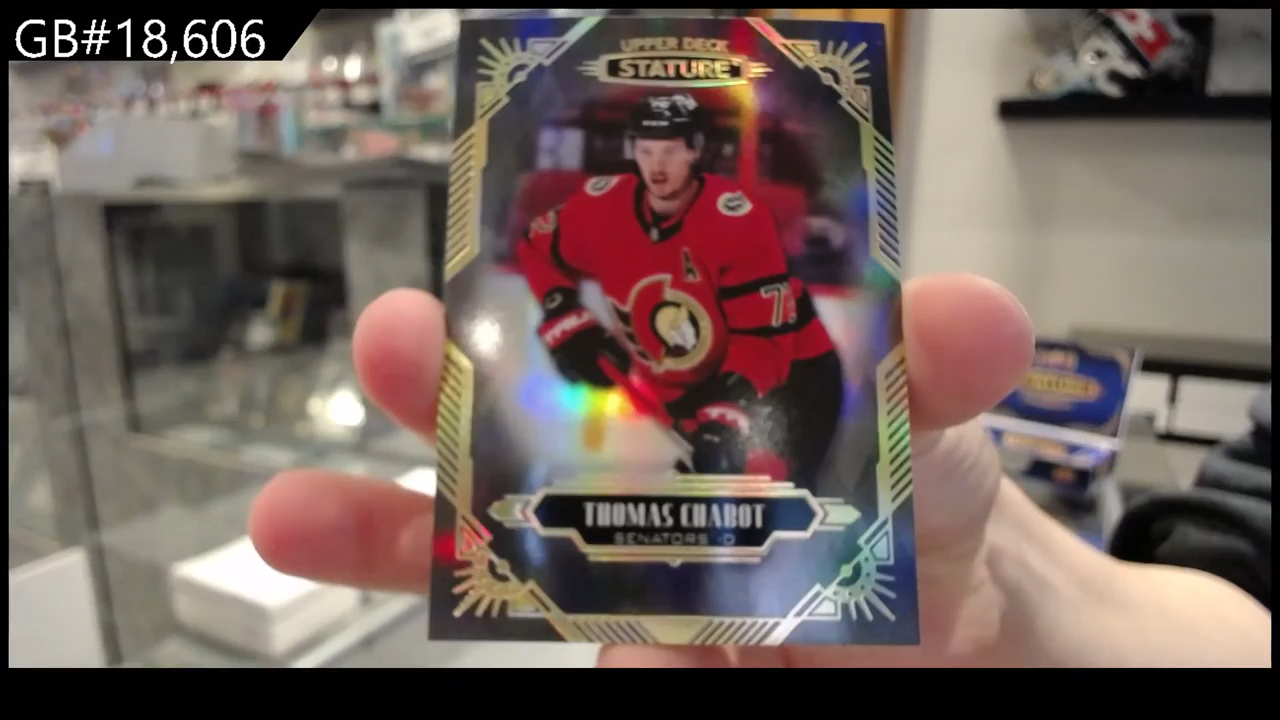 GB#18,606
UPPER DECK
STATURE
A
THOMAS CHABOT
SENATORS D